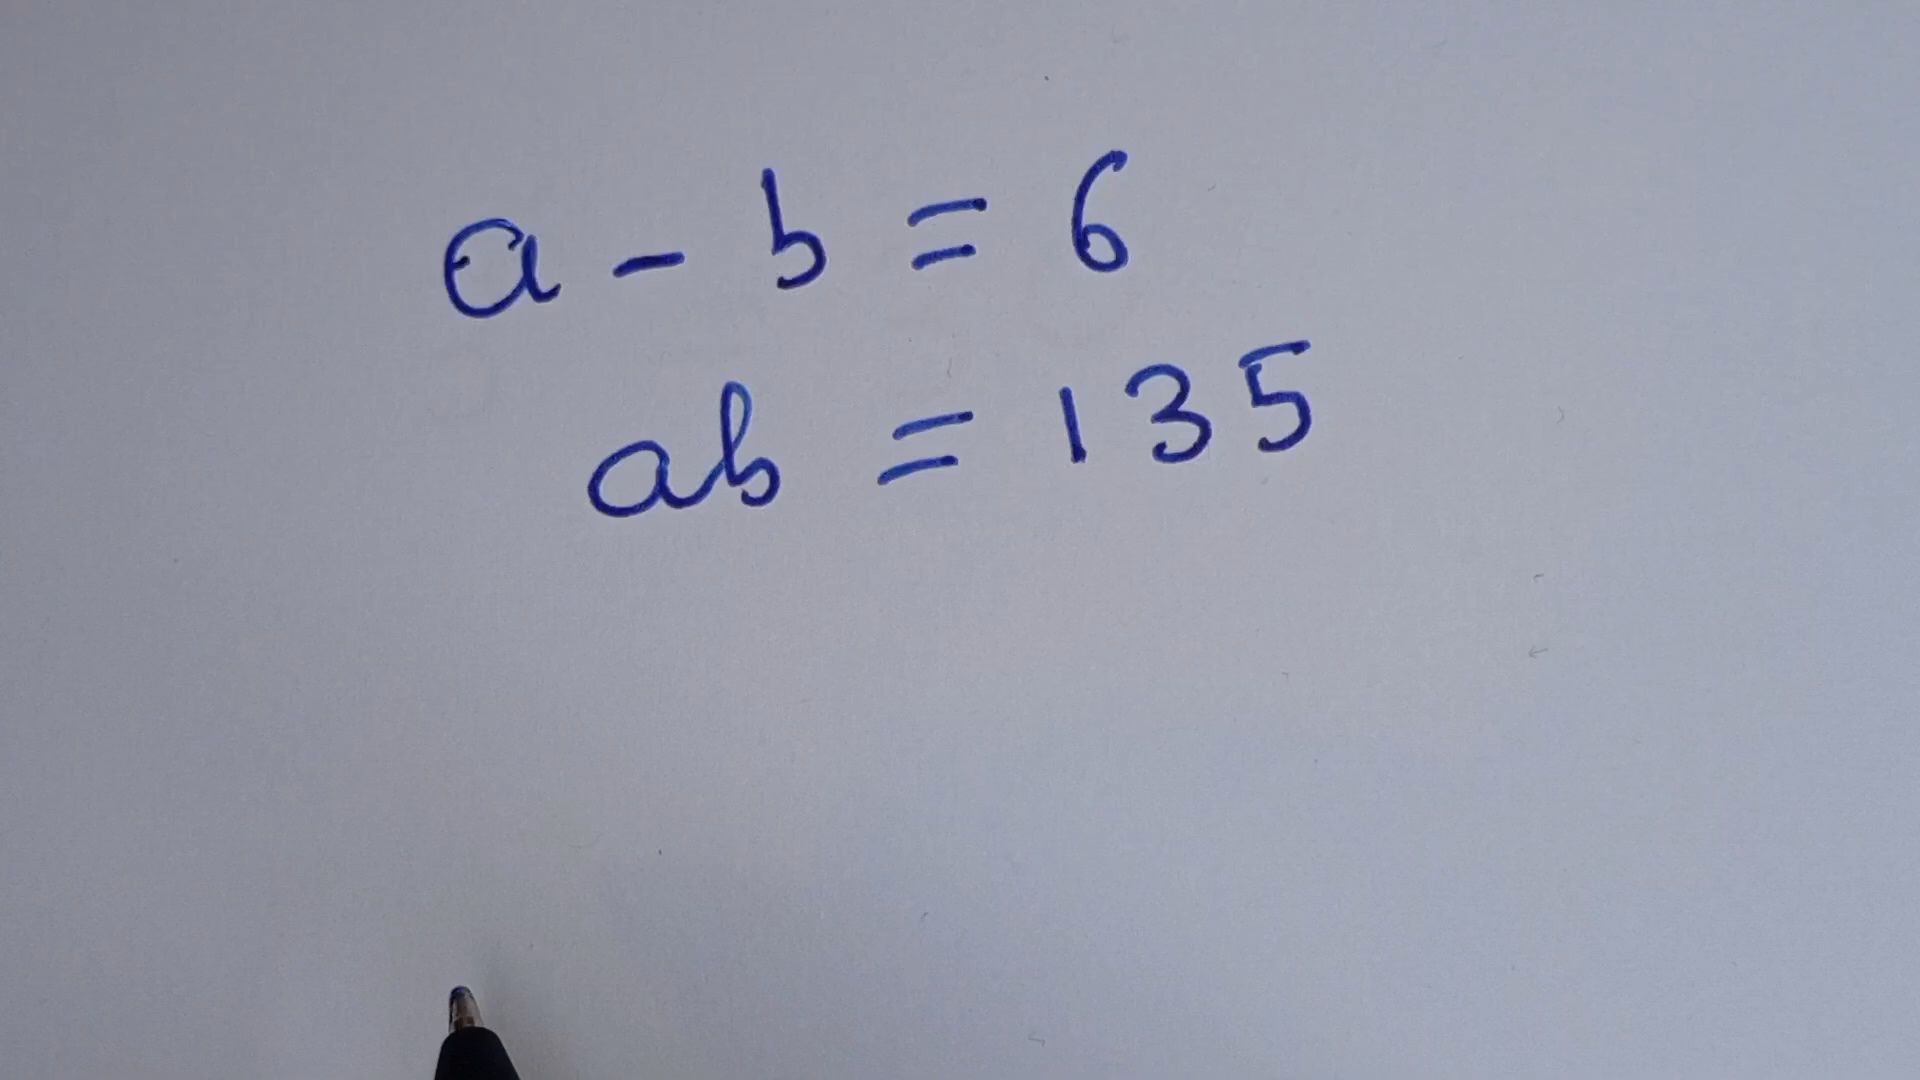 a - b = 6
ab = 135